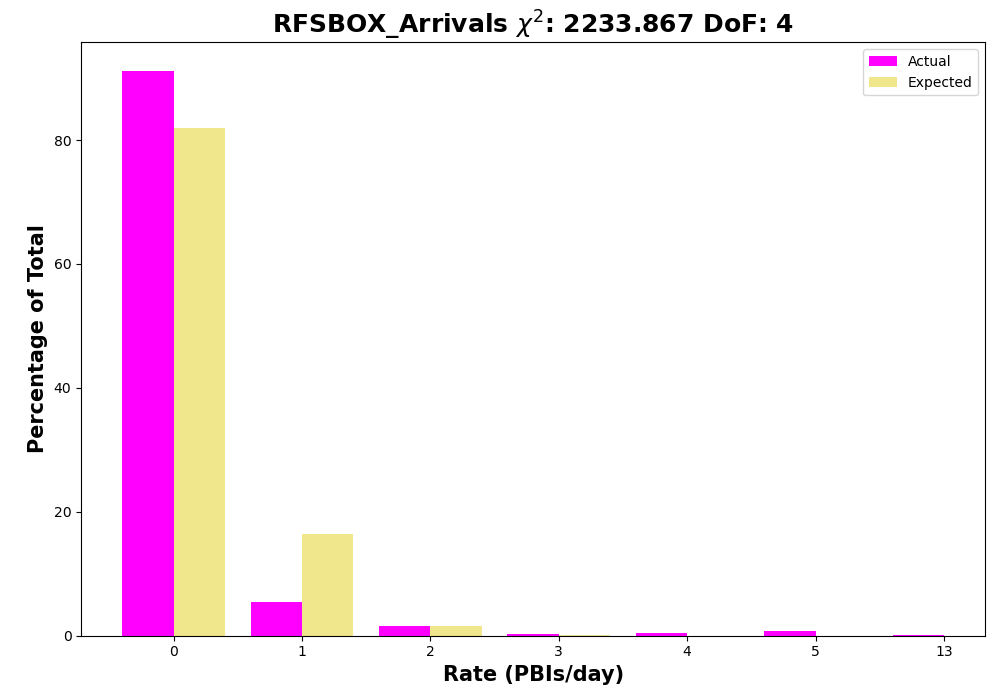 RFSBOX_Arrivals χ²: 2233.867 DoF: 4
Actual
Expected
Percentage of Total
80
60
40
20
0
0 1 2 3 4 5 13
Rate (PBIs/day)